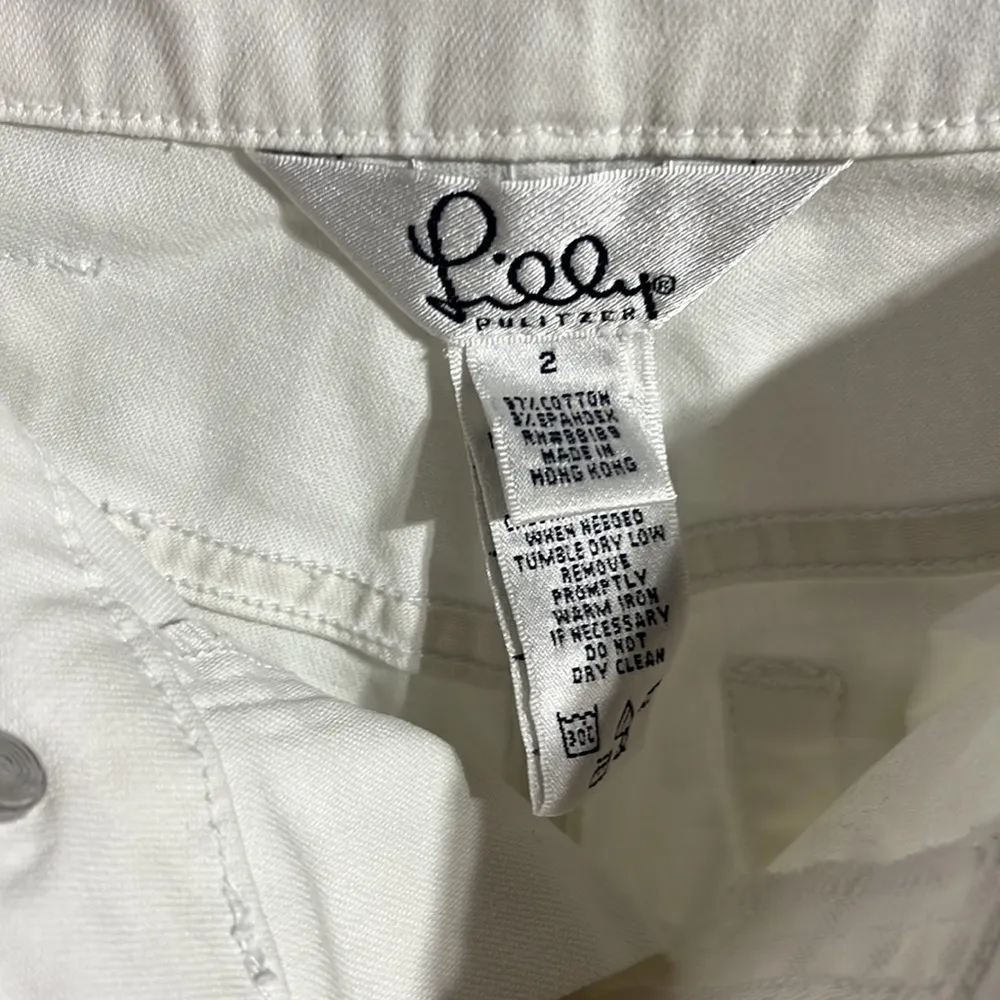 Lilly®
PULITZER
2
97% COTTON
3% SPANDEX
RN#88189
MADE IN
HONG KONG
WHEN NEEDED
TUMBLE DRY LOW
REMOVE
PROMPTLY
WARM IRON
IF NECESSARY
DO NOT
DRY CLEAN
30C